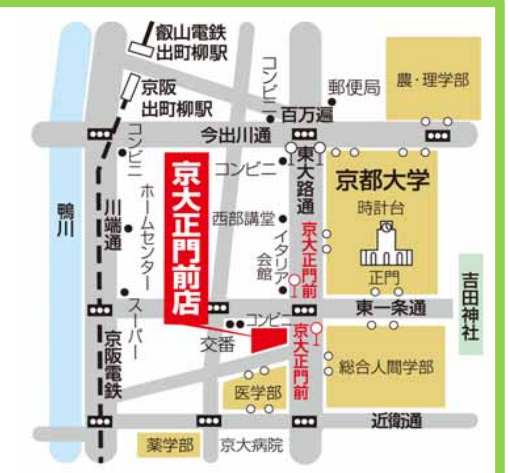 叡山電鉄
出町柳駅
京阪
出町柳駅
コンビニ
郵便局
農・理学部
百万遍
今出川通
コンビニ
コンビニ
東大路通
京都大学
時計台
正門
鴨川
川端通
ホームセンター
京大正門前店
西部講堂
イタリア
会館
京大正門前
吉田神社
スーパー
東一条通
コンビニ
交番
京大正門前
総合人間学部
京阪電鉄
医学部
近衛通
薬学部
京大病院